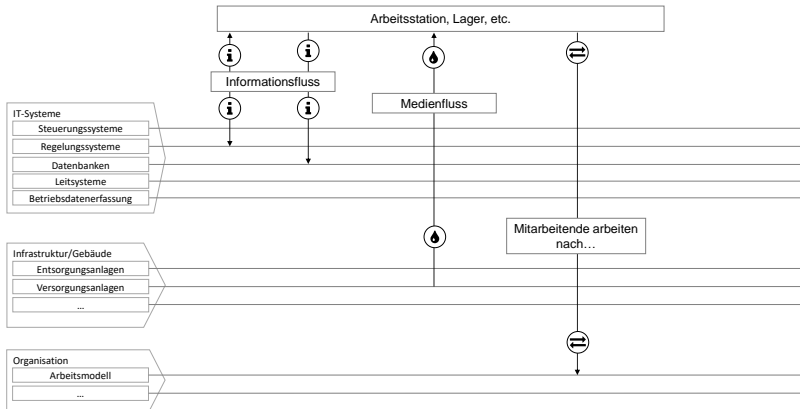 Arbeitsstation, Lager, etc.
Informationsfluss
Medienfluss
IT-Systeme
Steuerungssysteme
Regelungssysteme
Datenbanken
Leitsysteme
Betriebsdatenerfassung
Mitarbeitende arbeiten
nach…
Infrastruktur/Gebäude
Entsorgungsanlagen
Versorgungsanlagen
…
Organisation
Arbeitsmodell
…